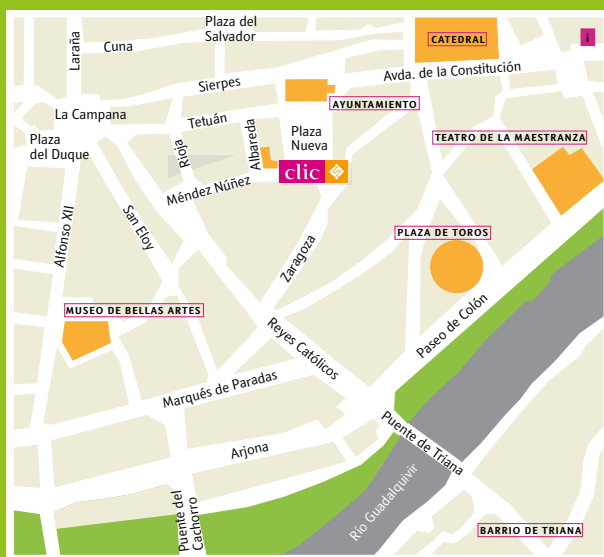 Plaza del
Salvador
Cuna
Laraña
CATEDRAL
i
Sierpes
Avda. de la Constitución
AYUNTAMIENTO
La Campana
Tetuán
Plaza
Nueva
TEATRO DE LA MAESTRANZA
Plaza
del Duque
Rioja
Albareda
clic
Méndez Núñez
Alfonso XII
San Eloy
Zaragoza
PLAZA DE TOROS
MUSEO DE BELLAS ARTES
Reyes Católicos
Paseo de Colón
Marqués de Paradas
Arjona
Puente de Triana
Río Guadalquivir
Puente del
Cachorro
BARRIO DE TRIANA